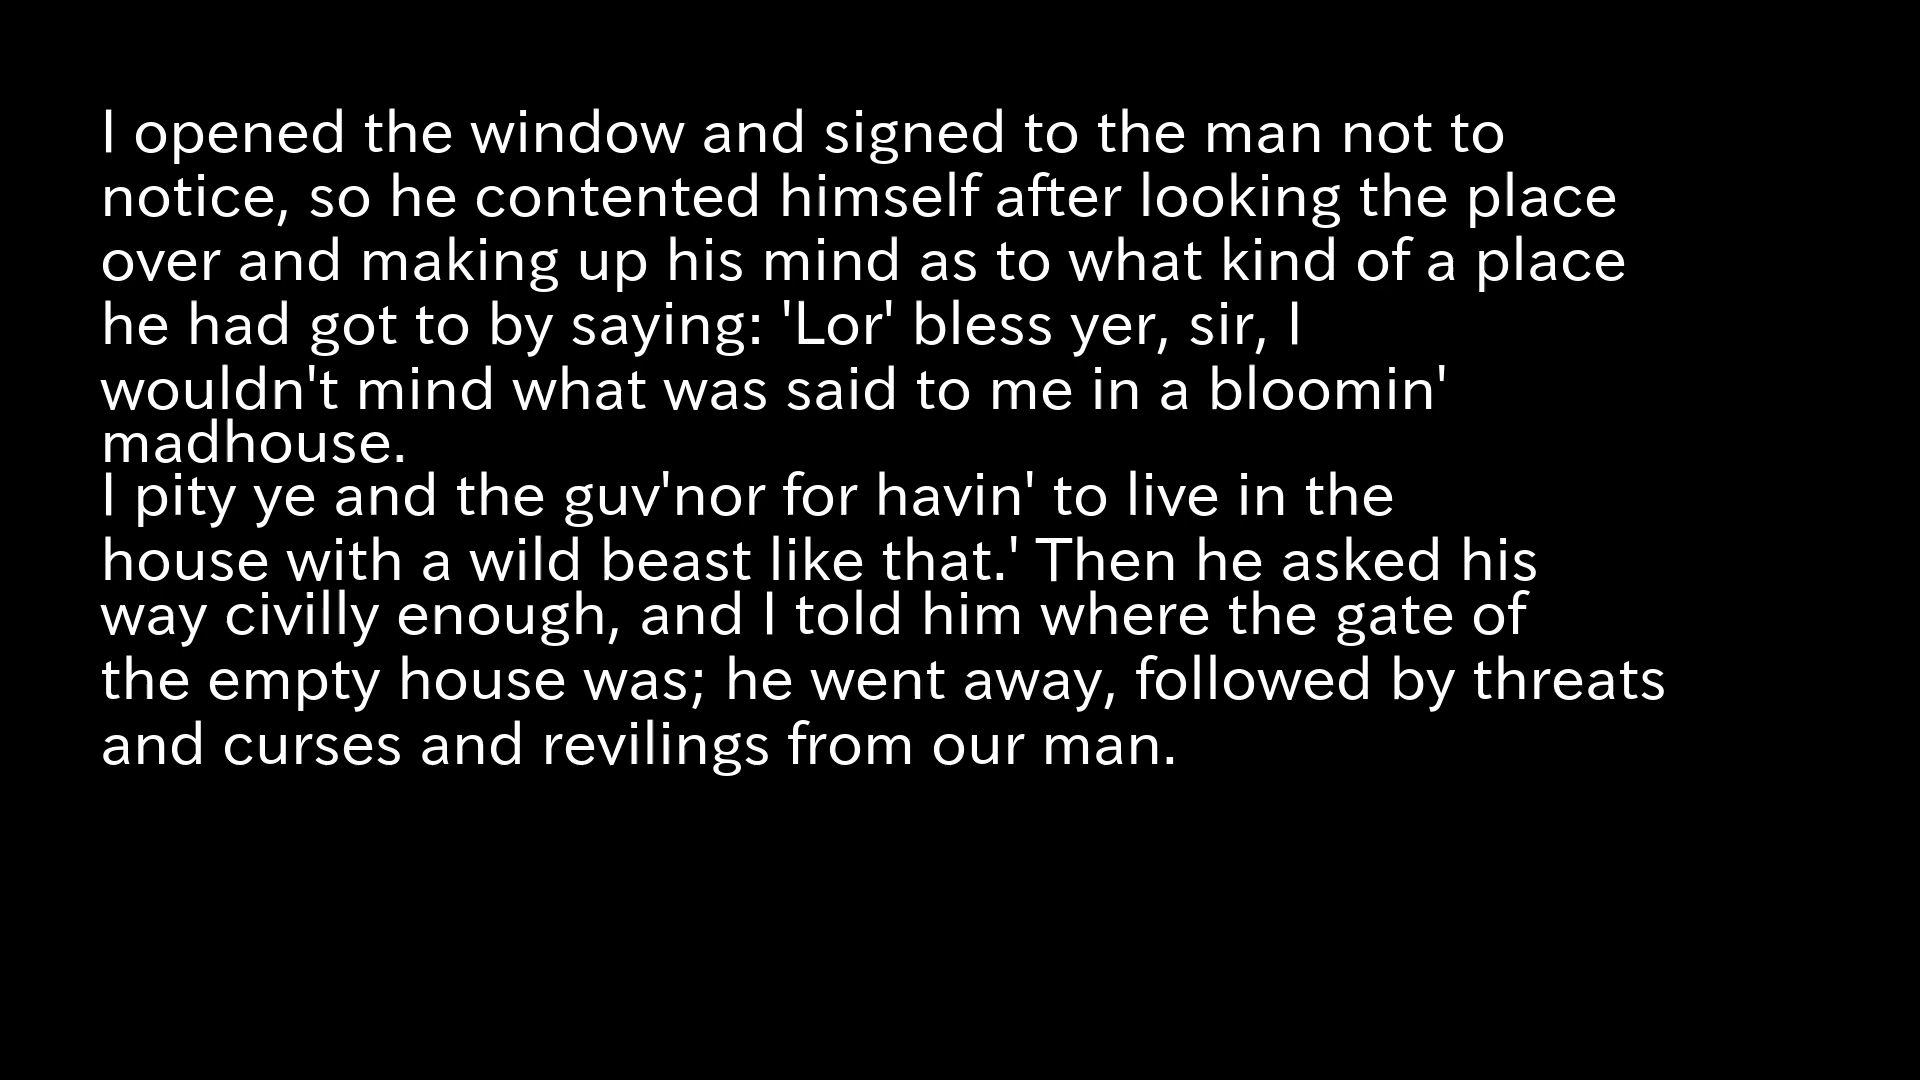 I opened the window and signed to the man not to
notice, so he contented himself after looking the place
over and making up his mind as to what kind of a place
he had got to by saying: 'Lor' bless yer, sir, I
wouldn't mind what was said to me in a bloomin'
madhouse.
I pity ye and the guv'nor for havin' to live in the
house with a wild beast like that.' Then he asked his
way civilly enough, and I told him where the gate of
the empty house was; he went away, followed by threats
and curses and revilings from our man.